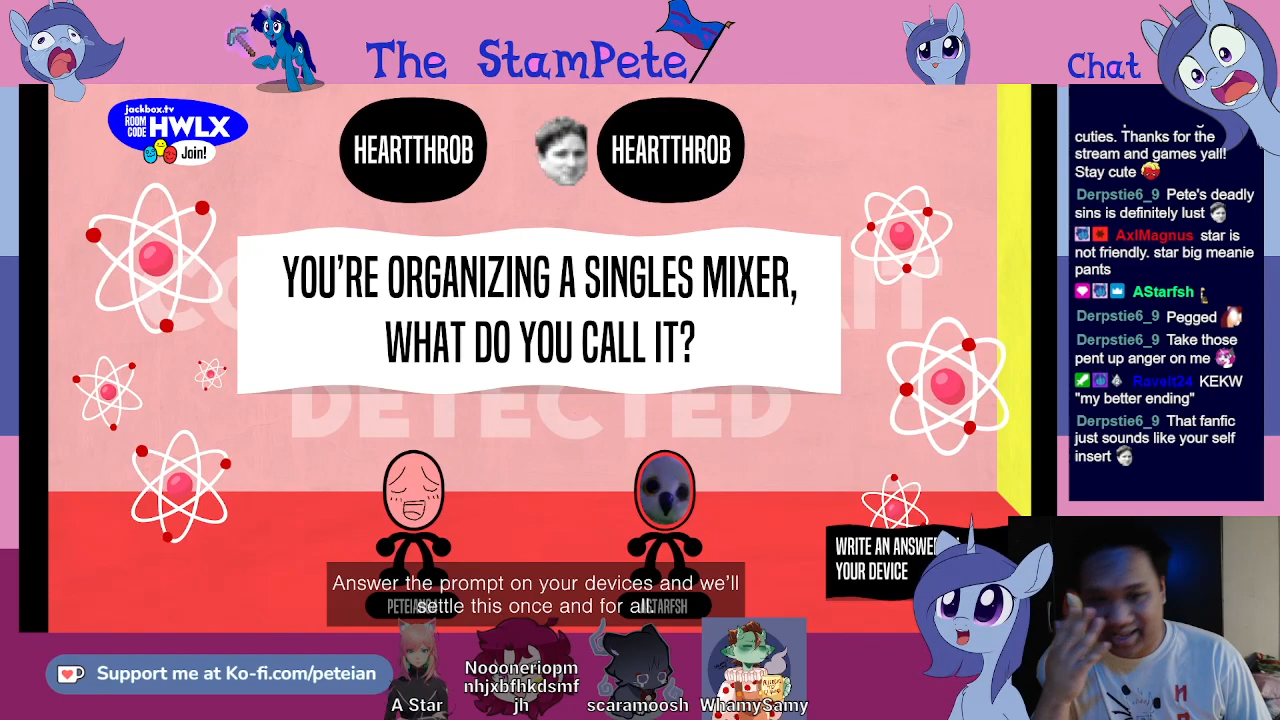 The StamPete
Chat
jackbox.tv
ROOM
CODE HWLX
Join!
HEARTTHROB
HEARTTHROB
YOU'RE ORGANIZING A SINGLES MIXER,
WHAT DO YOU CALL IT?
DETECTED
WRITE AN ANSWER
YOUR DEVICE
Answer the prompt on your devices and we'll
settle this once and for all.
cuties. Thanks for the
stream and games yall!
Stay cute
Derpstie6_9 Pete's deadly
sins is definitely lust
AxlMagnus star is
not friendly. star big meanie
pants
AStarfsh
Derpstie6_9 Pegged
Derpstie6_9 Take those
pent up anger on me
Raveit24 KEKW
"my better ending"
Derpstie6_9 That fanfic
just sounds like your self
insert
Support me at Ko-fi.com/peteian
A Star
Noooneriopm
nhjxbfhkdsmf
jh
scaramoosh
WhamySamy